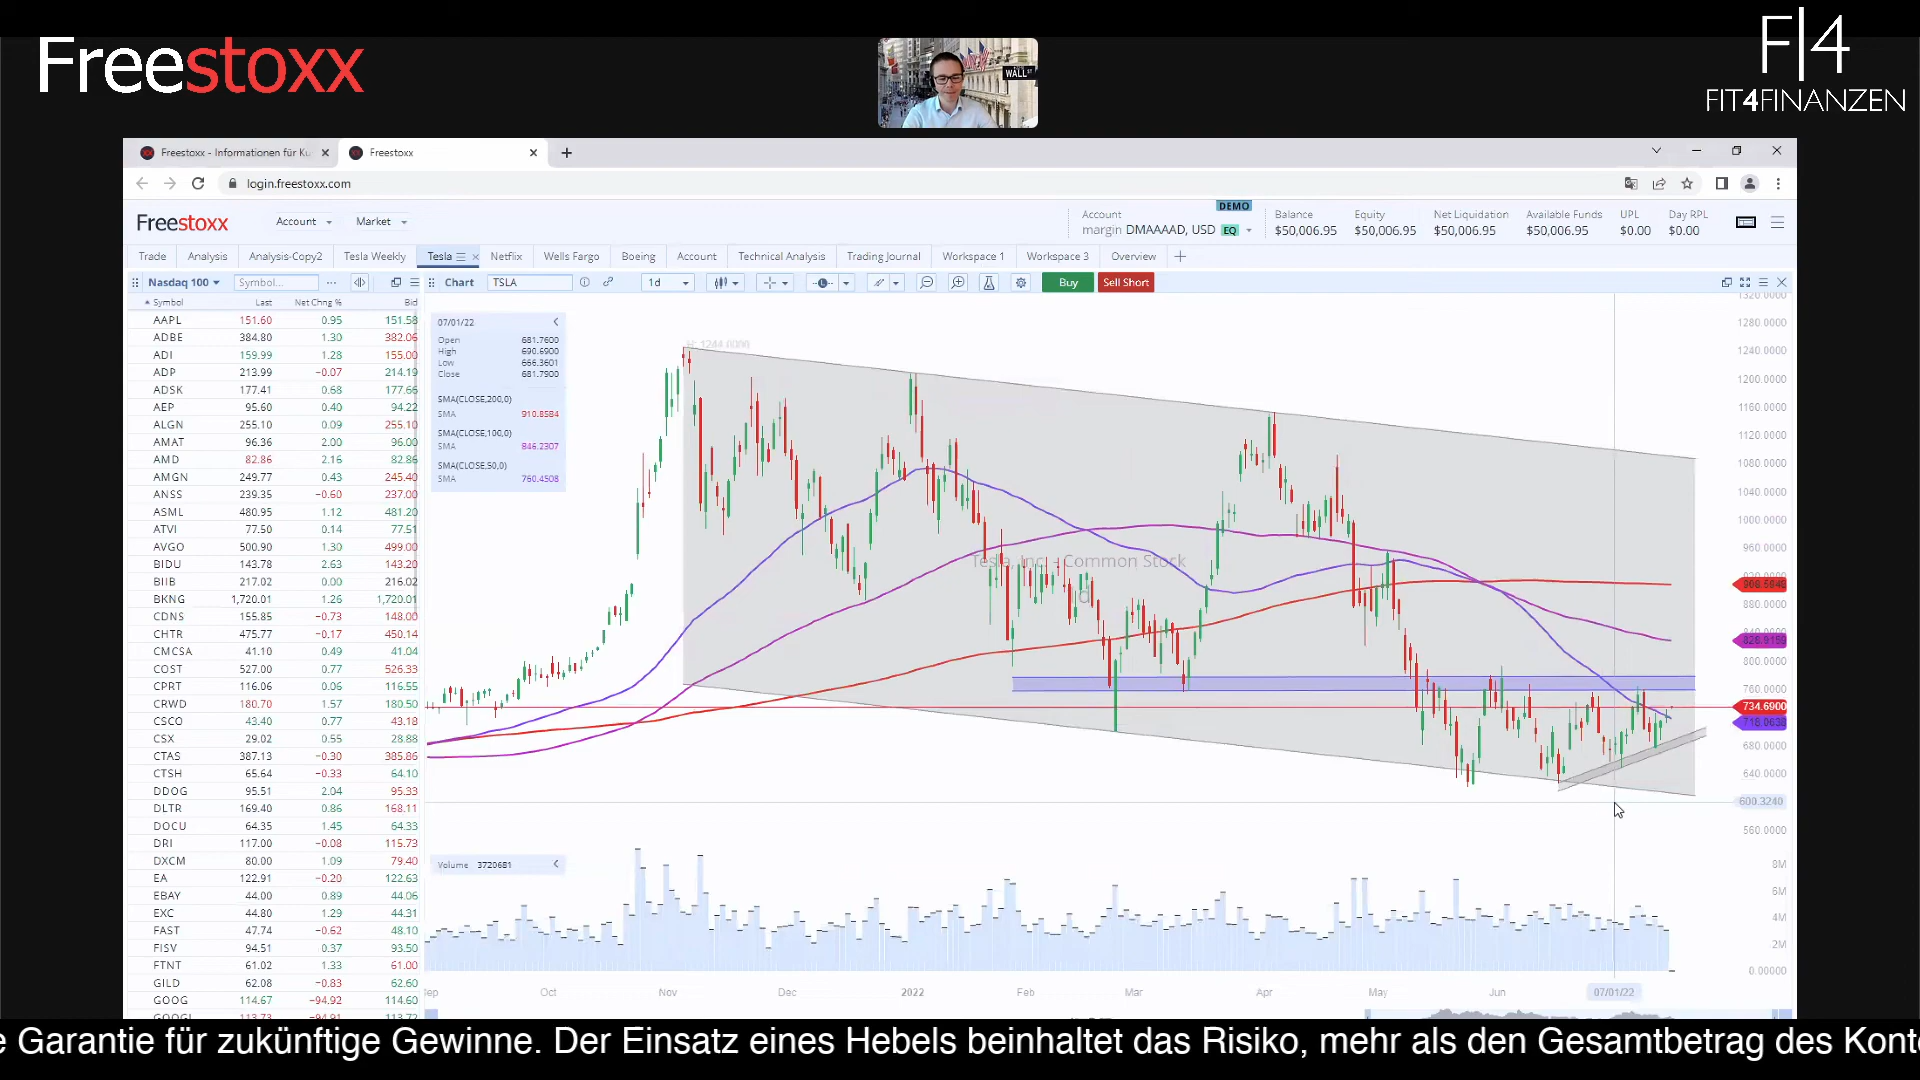 Freestoxx
F|4
FIT4FINANZEN
WALL ST
Freestoxx - Informationen für Ku
Freestoxx
login.freestoxx.com
Freestoxx
Account
Market
DEMO
Account
margin DMAAAAD, USD EQ
Balance
$50,006.95
Equity
$50,006.95
Net Liquidation
$50,006.95
Available Funds
$50,006.95
UPL
$0.00
Day RPL
$0.00
Trade Analysis Analysis-Copy2 Tesla Weekly Tesla Netflix Wells Fargo Boeing Account Technical Analysis Trading Journal Workspace 1 Workspace 3 Overview
Nasdaq 100 Symbol... Chart TSLA 1d Buy Sell Short
Symbol Last Net Chng % Bid
AAPL 151.60 0.95 151.58
ADBE 384.80 1.30 382.06
ADI 159.99 1.28 155.00
ADP 213.99 −0.07 214.19
ADSK 177.41 0.68 177.66
AEP 95.60 0.40 94.22
ALGN 255.10 0.09 255.10
AMAT 96.36 2.00 96.00
AMD 82.86 2.16 82.86
AMGN 249.77 0.43 245.40
ANSS 239.35 −0.60 237.00
ASML 480.95 1.12 481.20
ATVI 77.50 0.14 77.51
AVGO 500.90 1.30 499.00
BIDU 143.78 2.63 143.20
BIIB 217.02 0.00 216.02
BKNG 1,720.01 1.26 1,720.01
CDNS 155.85 −0.73 148.00
CHTR 475.77 −0.17 450.14
CMCSA 41.10 0.49 41.04
COST 527.00 0.77 526.33
CPRT 116.06 0.06 116.55
CRWD 180.70 1.57 180.50
CSCO 43.40 0.77 43.18
CSX 29.02 0.55 28.88
CTAS 387.13 −0.30 385.86
CTSH 65.64 −0.33 64.10
DDOG 95.51 2.04 95.33
DLTR 169.40 0.86 168.11
DOCU 64.35 1.45 64.33
DRI 117.00 −0.08 115.73
DXCM 80.00 1.09 79.40
EA 122.91 −0.20 122.63
EBAY 44.00 0.89 44.06
EXC 44.80 1.29 44.31
FAST 47.74 −0.62 48.10
FISV 94.51 0.37 93.50
FTNT 61.02 1.33 61.00
GILD 62.08 −0.83 62.60
GOOG 114.67 −94.92 114.60
GOOGL 113.73 −94.91 113.72
07/01/22
Open 681.7600
High 690.6900
Low 666.3601
Close 681.7900
SMA(CLOSE,200,0)
SMA 910.8584
SMA(CLOSE,100,0)
SMA 846.2307
SMA(CLOSE,50,0)
SMA 760.4508
H: 1244.0000
Tesla, Inc. - Common Stock
1d
1320.0000
1280.0000
1240.0000
1200.0000
1160.0000
1120.0000
1080.0000
1040.0000
1000.0000
960.0000
880.0000
800.0000
760.0000
734.6900
680.0000
640.0000
600.3240
560.0000
Volume 3720681
8M
6M
4M
2M
0.00000
Sep Oct Nov Dec 2022 Feb Mar Apr May Jun 07/01/22
e Garantie für zukünftige Gewinne. Der Einsatz eines Hebels beinhaltet das Risiko, mehr als den Gesamtbetrag des Konto